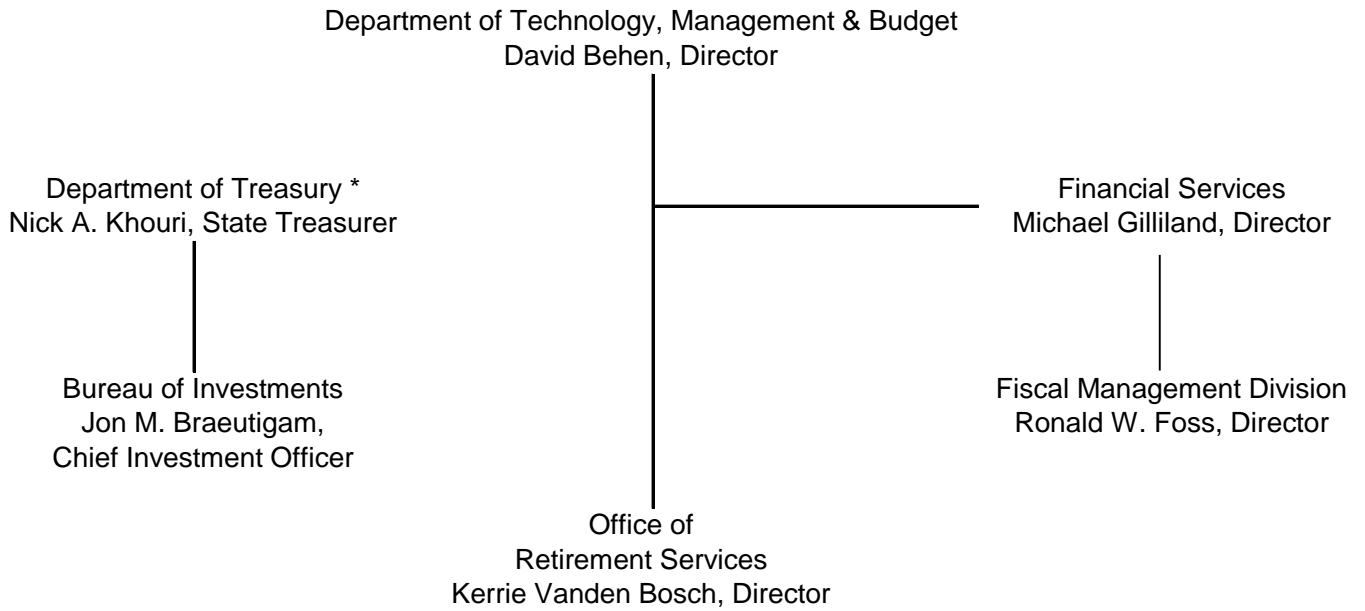 Department of Technology, Management & Budget
David Behen, Director
Department of Treasury *
Nick A. Khouri, State Treasurer
Financial Services
Michael Gilliland, Director
Bureau of Investments
Jon M. Braeutigam,
Chief Investment Officer
Fiscal Management Division
Ronald W. Foss, Director
Office of
Retirement Services
Kerrie Vanden Bosch, Director